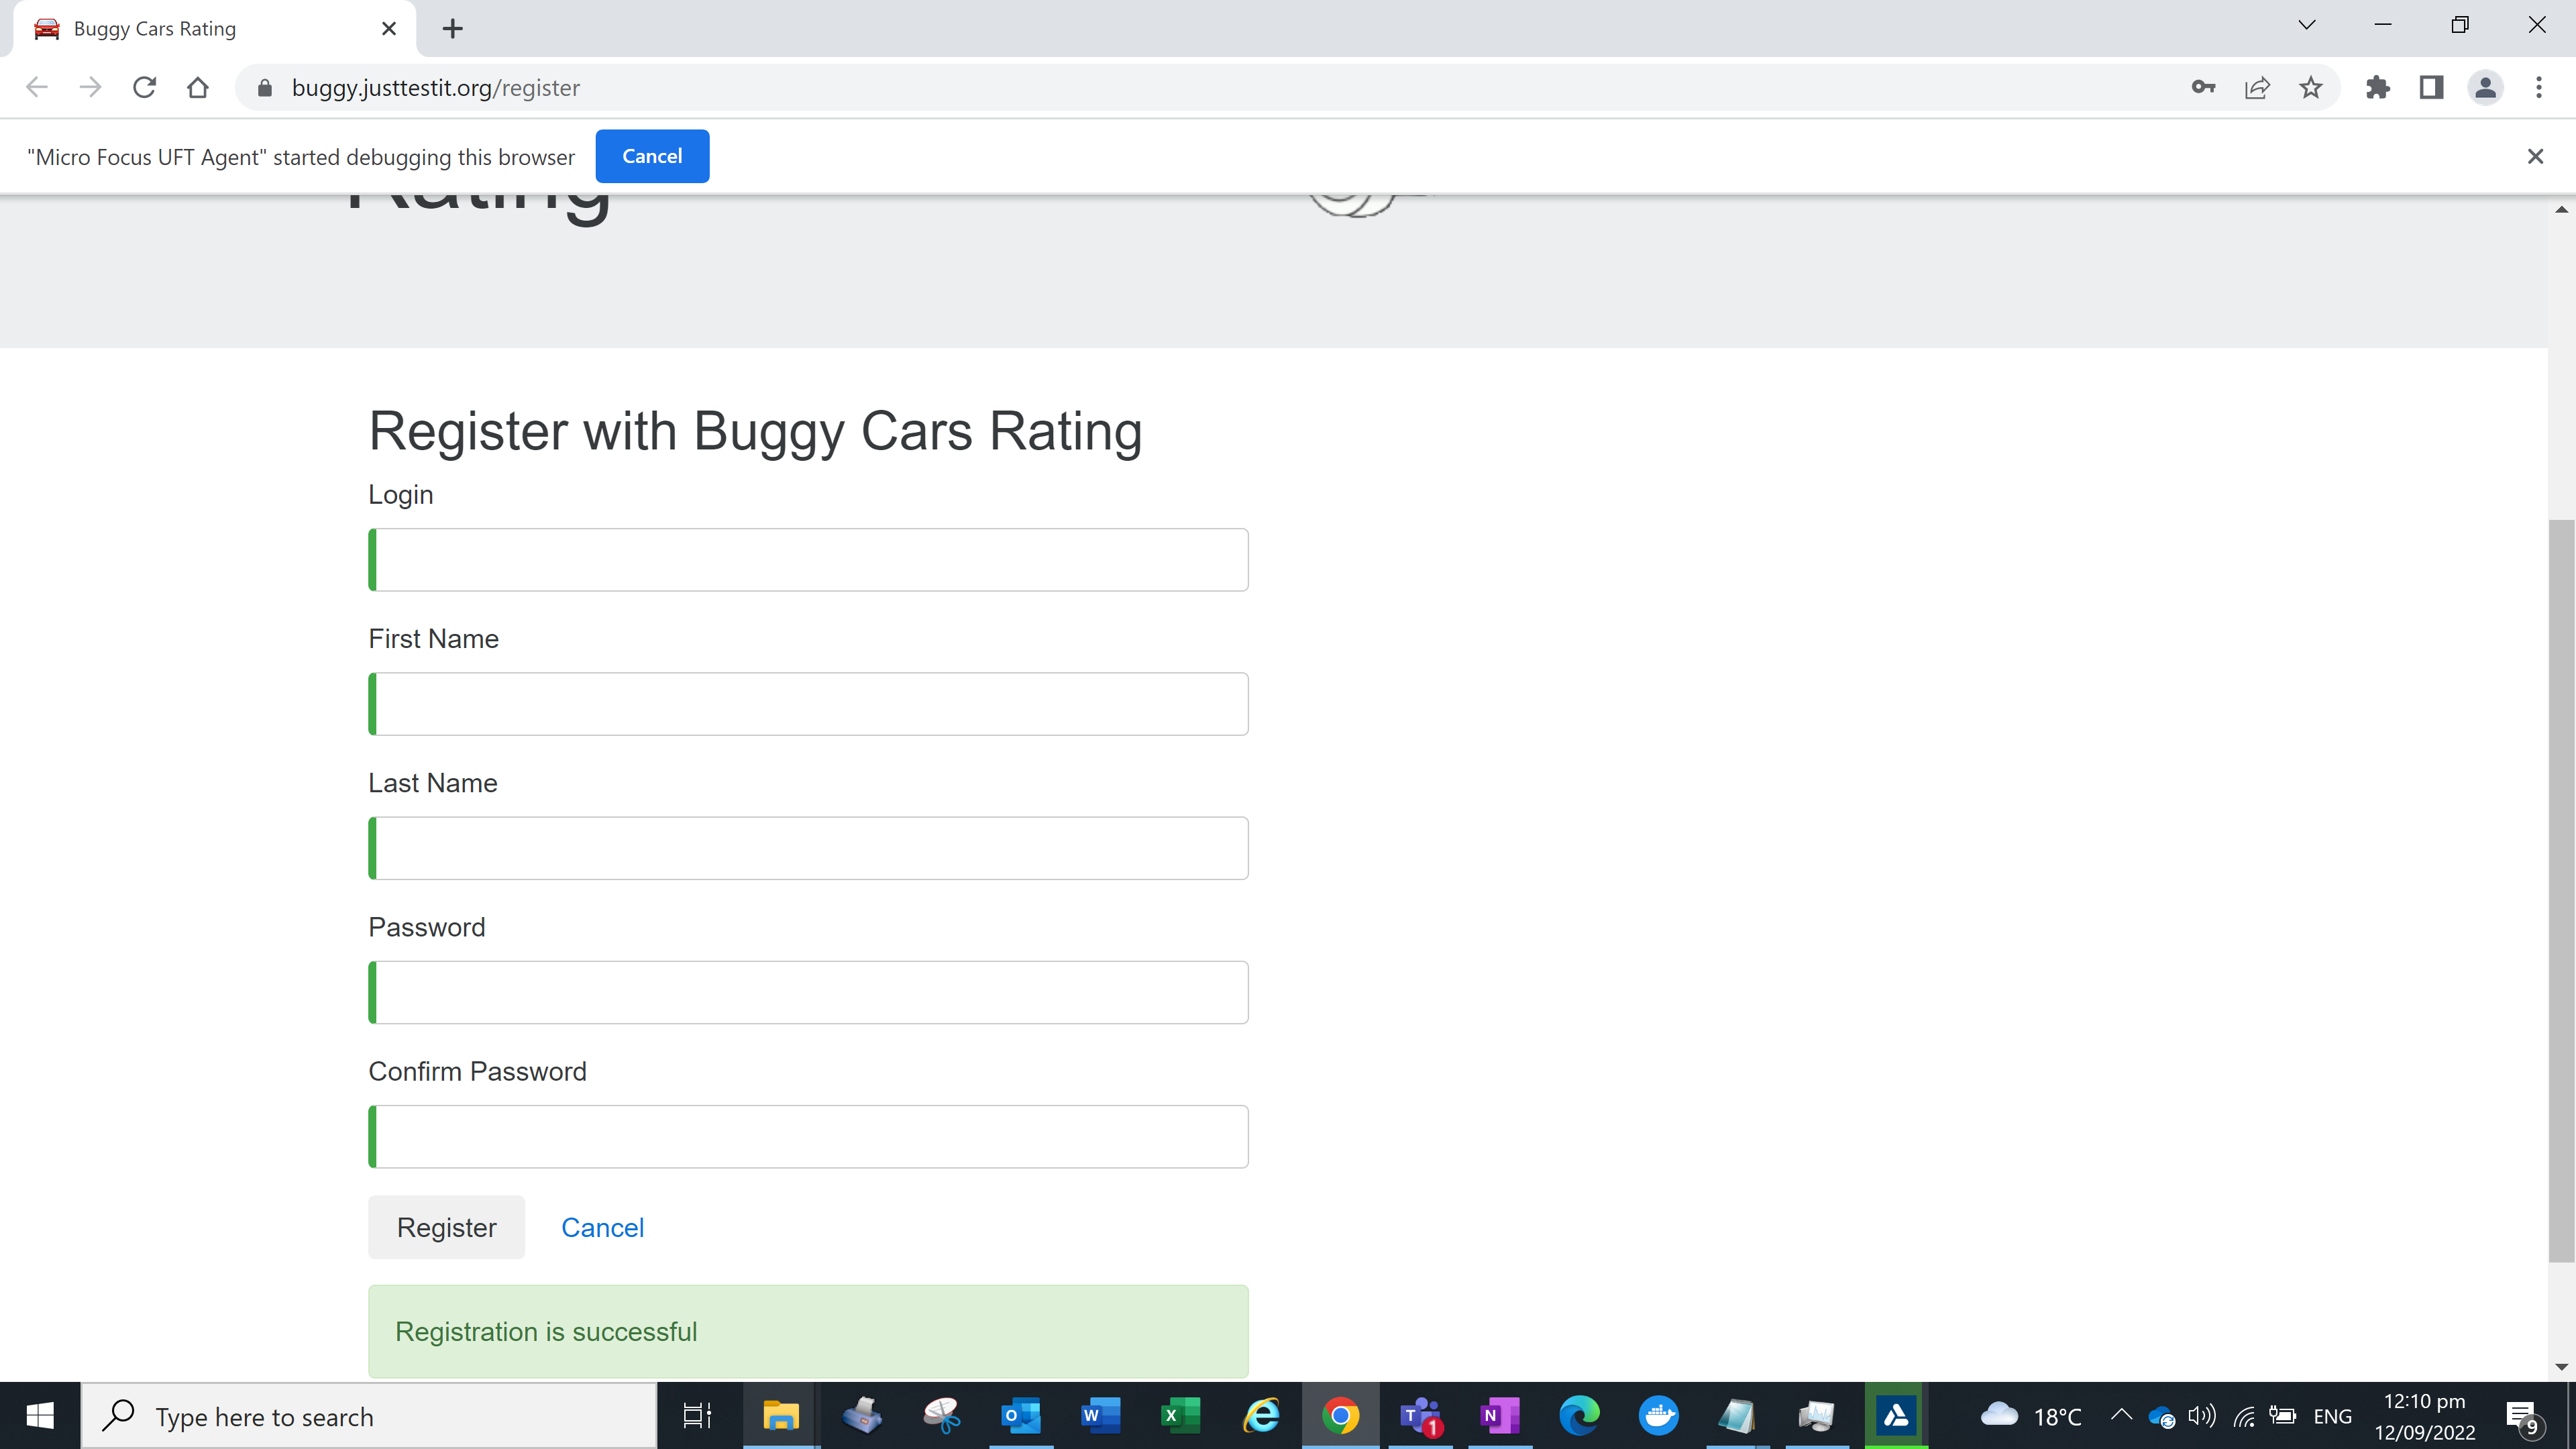 Buggy Cars Rating
buggy.justtestit.org/register
"Micro Focus UFT Agent" started debugging this browser Cancel
Rating
Register with Buggy Cars Rating
Login
First Name
Last Name
Password
Confirm Password
Register Cancel
Registration is successful
Type here to search
O W X T 1 N
18°C ENG
12:10 pm
12/09/2022
9